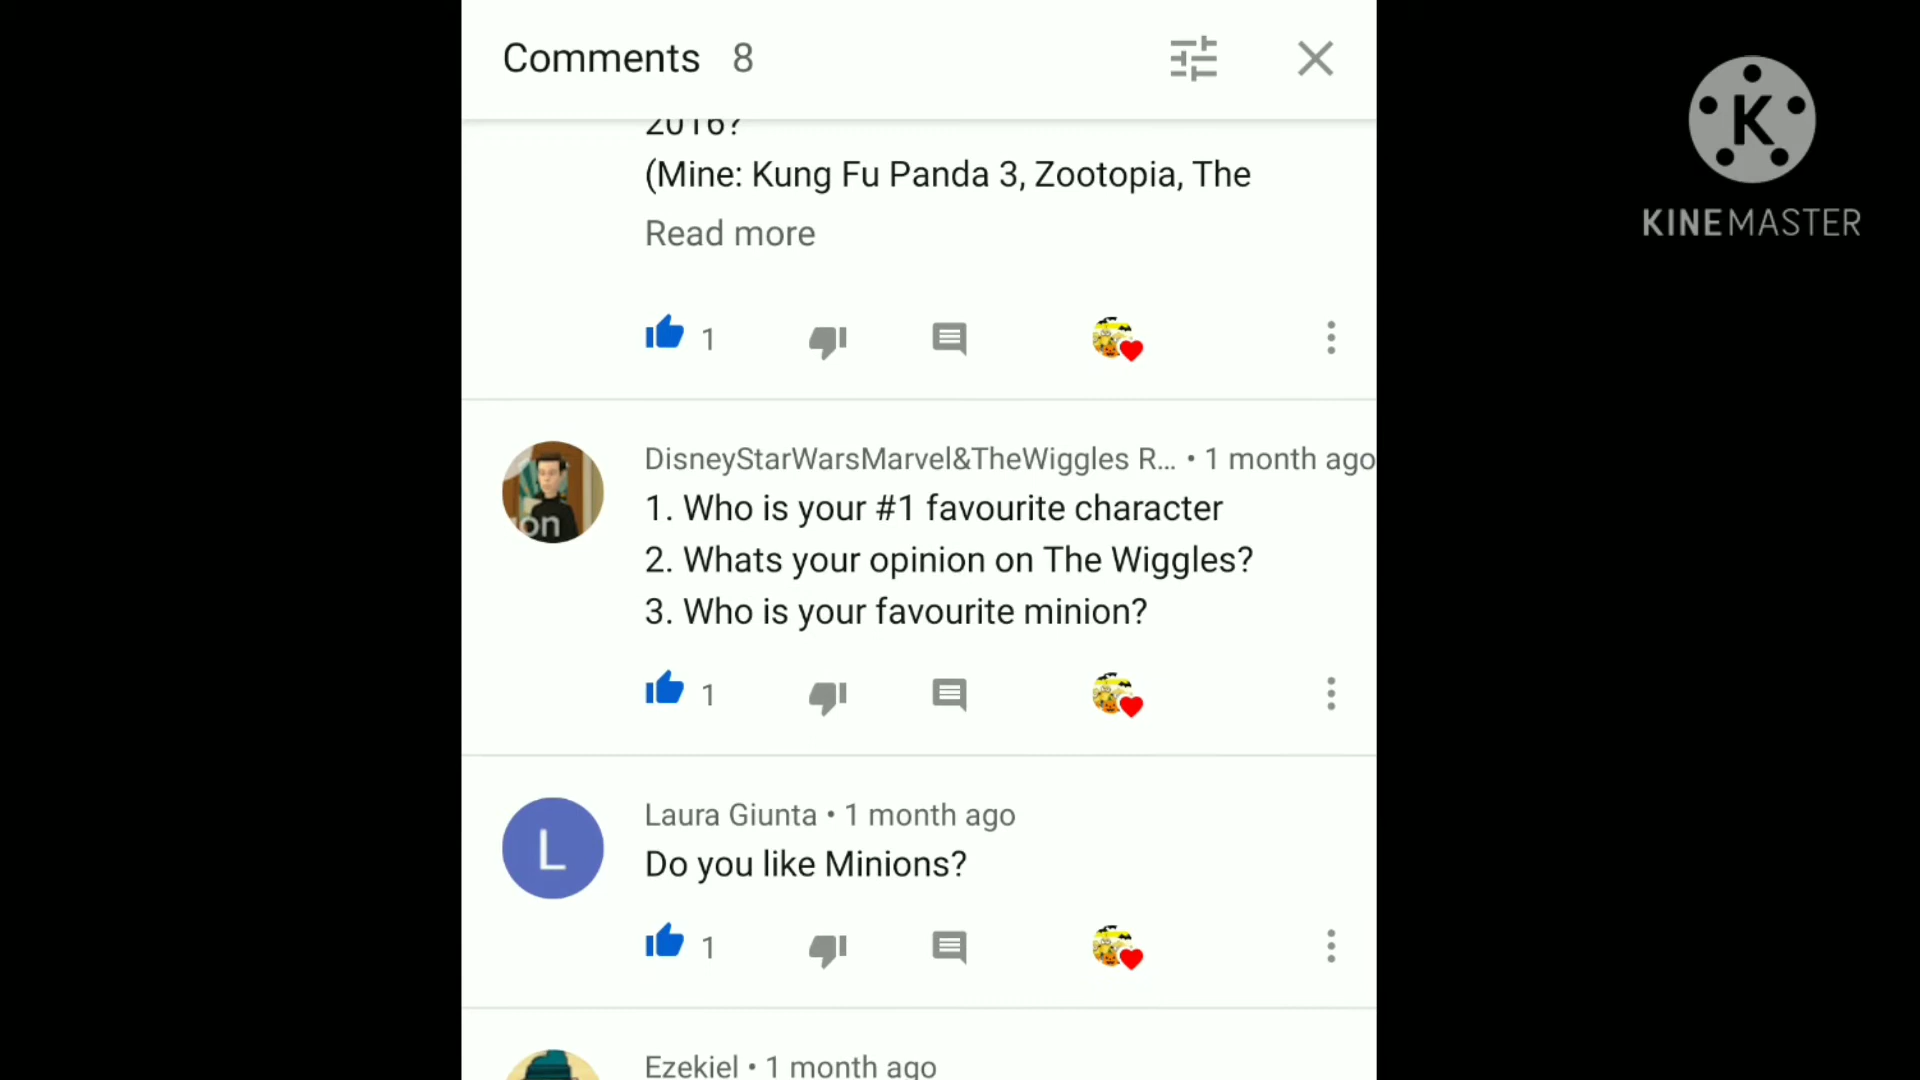 Comments 8
2016?
(Mine: Kung Fu Panda 3, Zootopia, The
Read more
1
DisneyStarWarsMarvel&TheWiggles R... • 1 month ago
1. Who is your #1 favourite character
2. Whats your opinion on The Wiggles?
3. Who is your favourite minion?
1
on
L
Laura Giunta • 1 month ago
Do you like Minions?
1
Ezekiel • 1 month ago
K
KINEMASTER